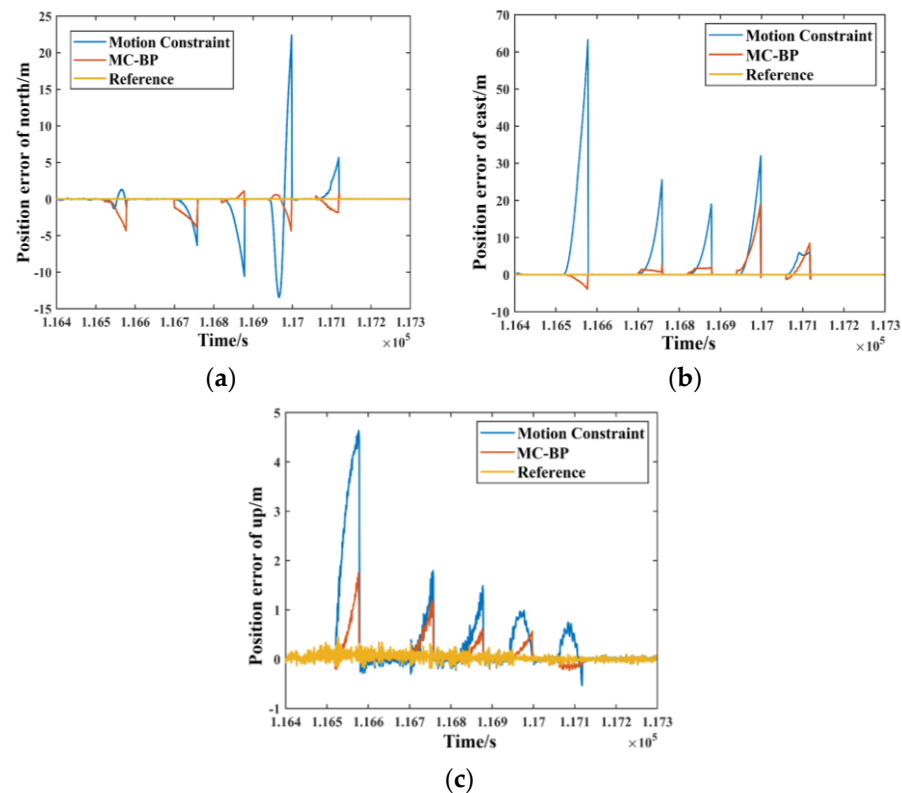 25
20
15
10
5
0
-5
-10
-15
Position error of north/m
Motion Constraint
MC-BP
Reference
1.164 1.165 1.166 1.167 1.168 1.169 1.17 1.171 1.172 1.173
Time/s
×10⁵
(a)
70
60
50
40
30
20
10
0
-10
Position error of east/m
Motion Constraint
MC-BP
Reference
1.164 1.165 1.166 1.167 1.168 1.169 1.17 1.171 1.172 1.173
Time/s
×10⁵
(b)
5
4
3
2
1
0
-1
Position error of up/m
Motion Constraint
MC-BP
Reference
1.164 1.165 1.166 1.167 1.168 1.169 1.17 1.171 1.172 1.173
Time/s
×10⁵
(c)